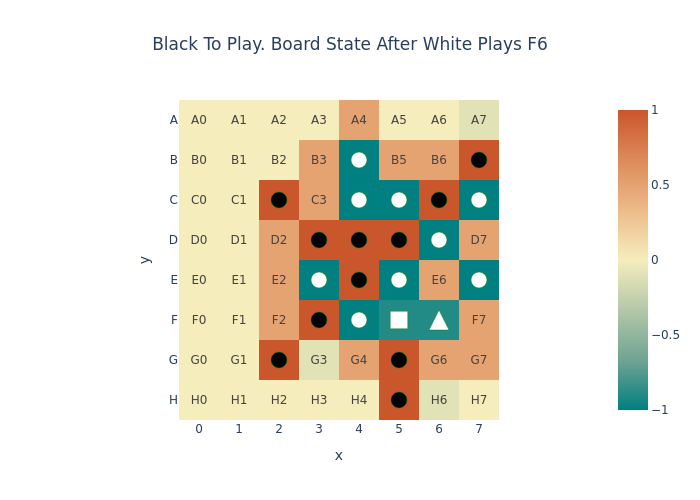 Black To Play. Board State After White Plays F6
A A0 A1 A2 A3 A4 A5 A6 A7
B B0 B1 B2 B3 B5 B6
C C0 C1 C3
D D0 D1 D2 D7
E E0 E1 E2 E6
F F0 F1 F2 F7
G G0 G1 G3 G4 G6 G7
H H0 H1 H2 H3 H4 H6 H7
0 1 2 3 4 5 6 7
x
y
1
0.5
0
−0.5
−1